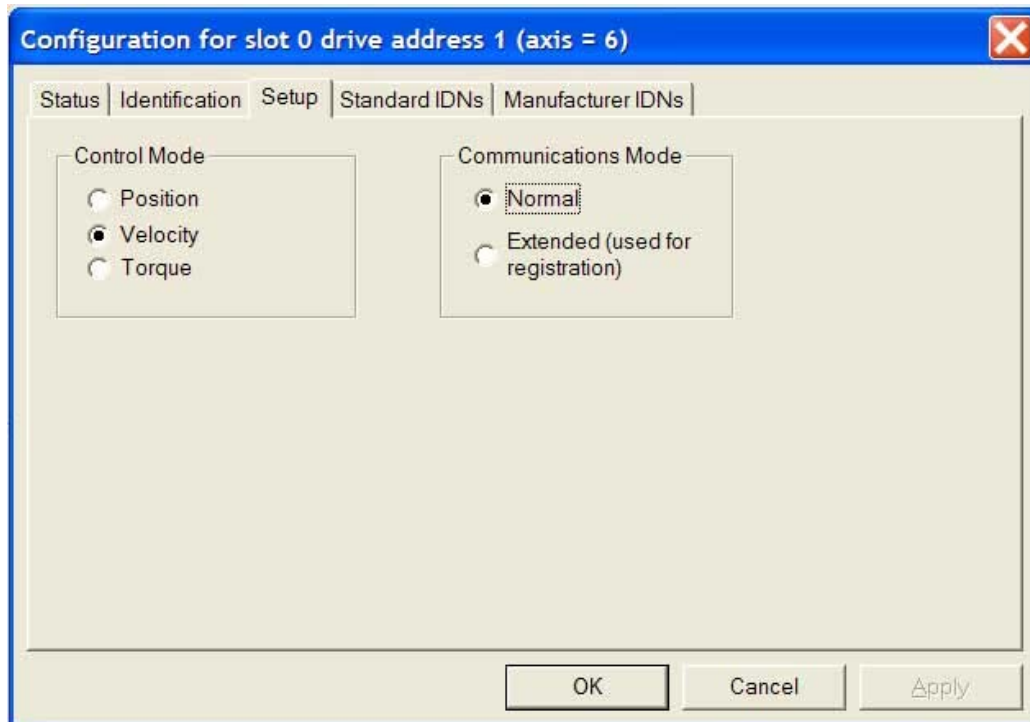 Configuration for slot 0 drive address 1 (axis = 6)
Status Identification Setup Standard IDNs Manufacturer IDNs
Control Mode
Position
Velocity
Torque
Communications Mode
Normal
Extended (used for
registration)
OK Cancel Apply